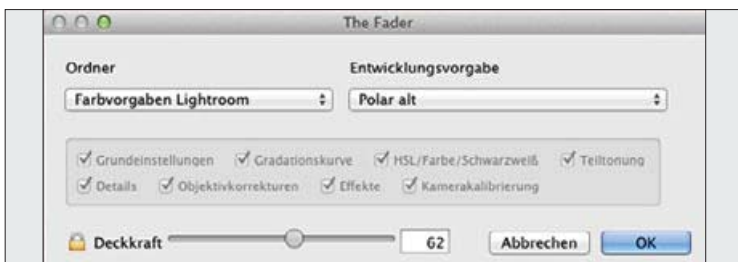 The Fader
Ordner Entwicklungsvorgabe
Farbvorgaben Lightroom Polar alt
Grundeinstellungen Gradationskurve HSL/Farbe/Schwarzweiß Teiltonung
Details Objektivkorrekturen Effekte Kamerakalibrierung
Deckkraft 62 Abbrechen OK